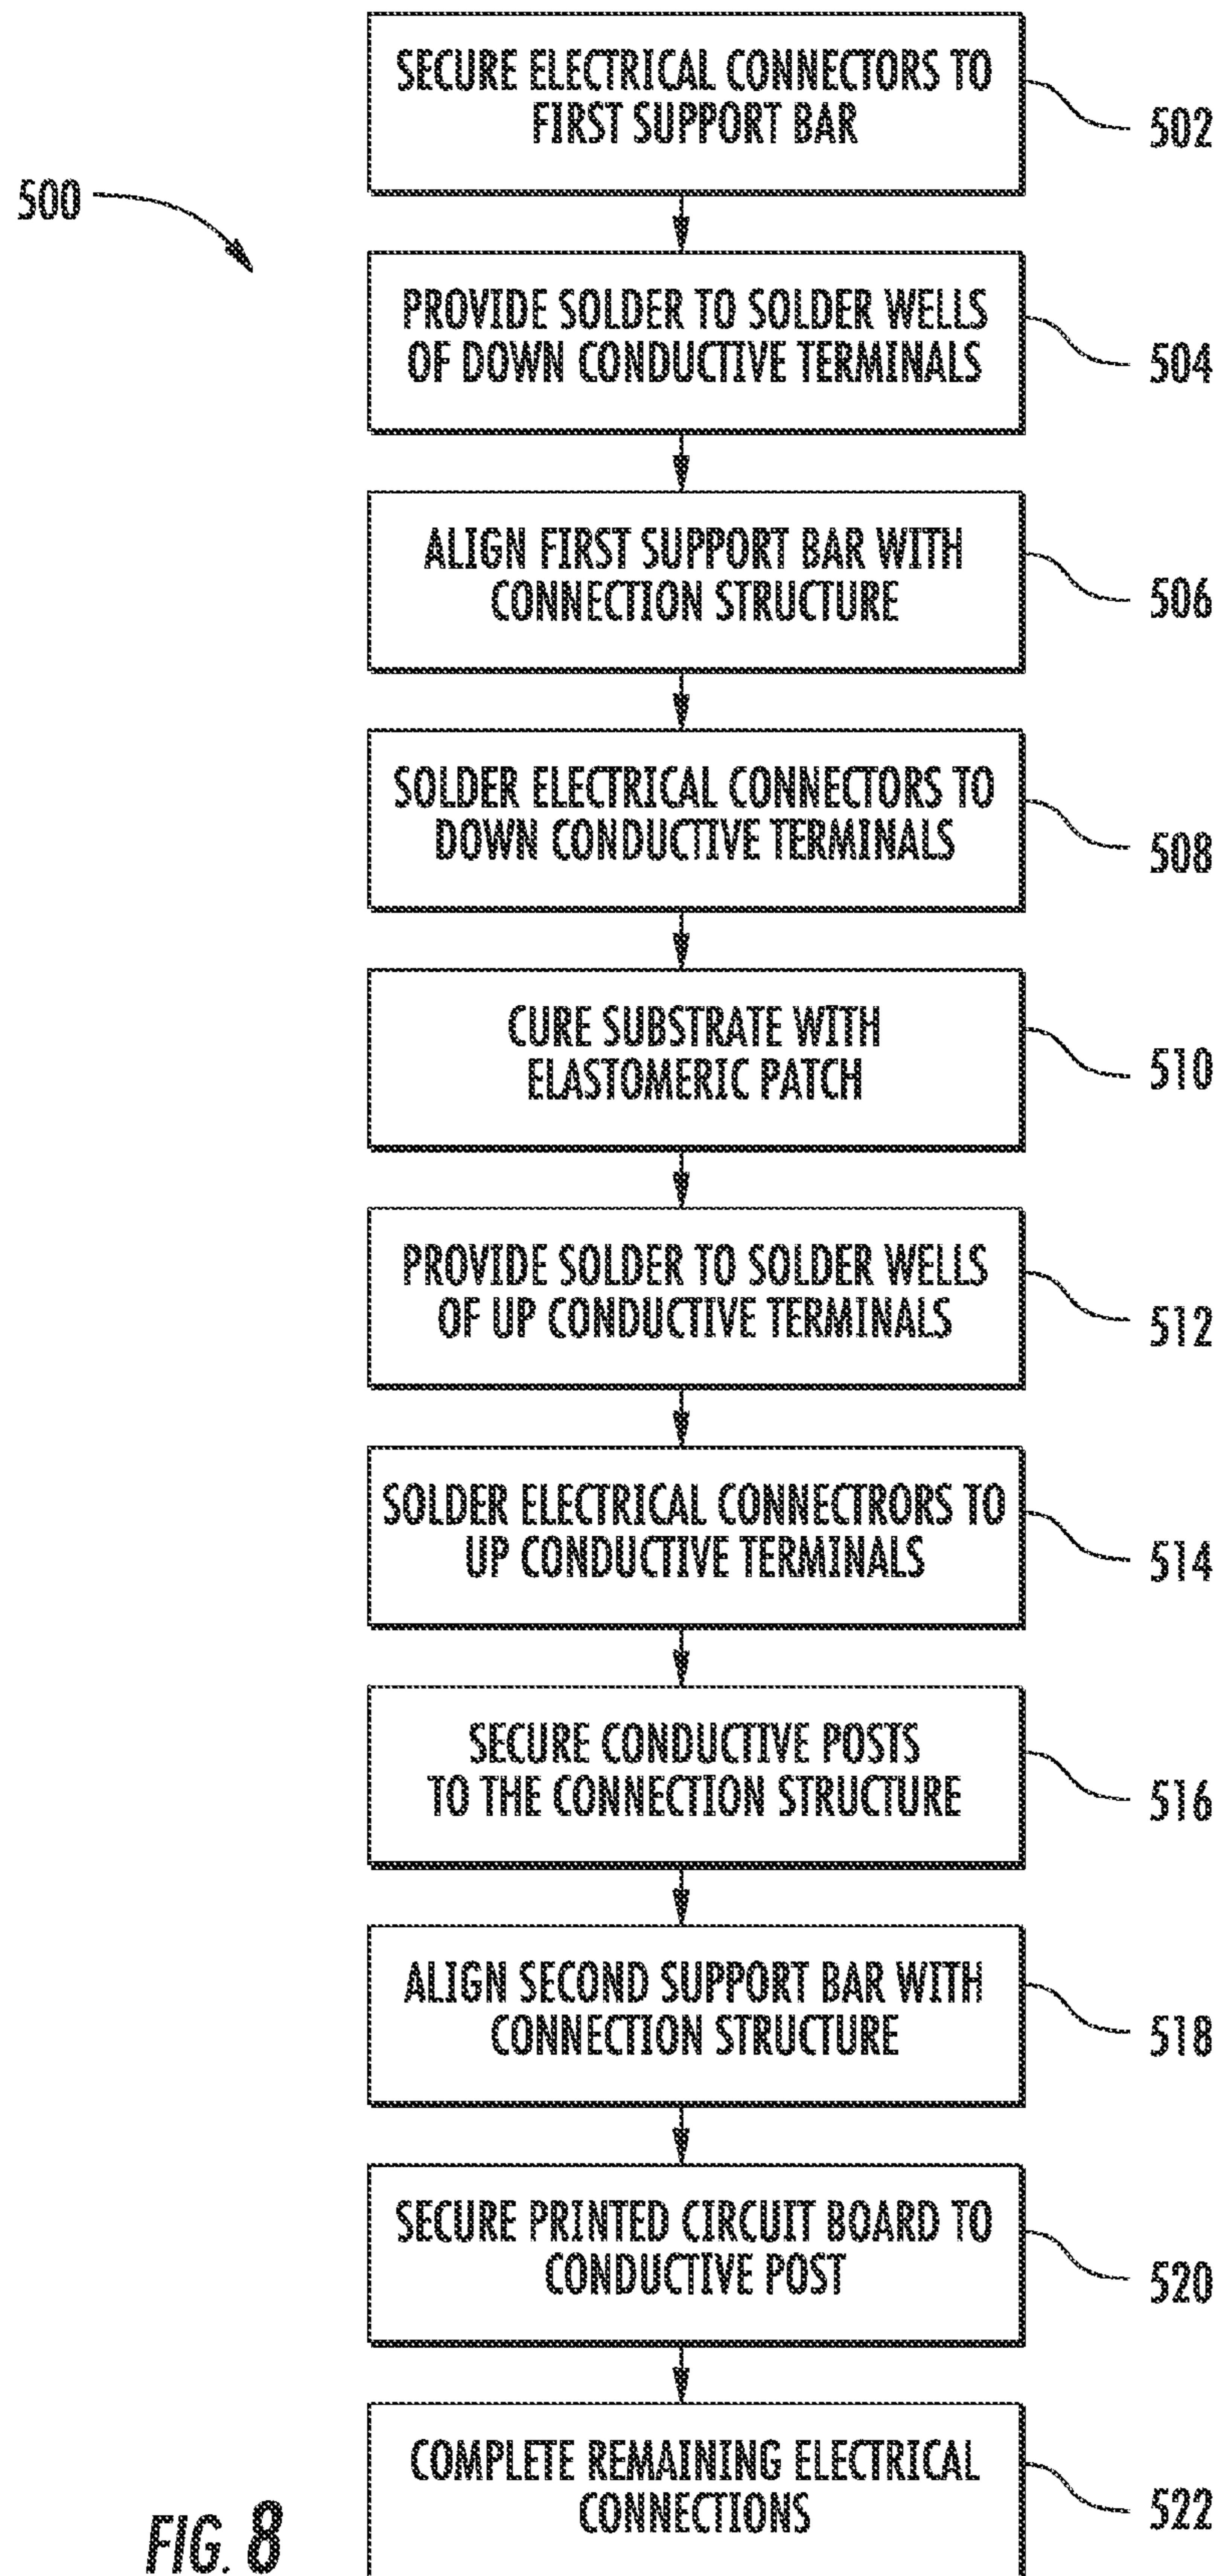 SECURE ELECTRICAL CONNECTORS TO
FIRST SUPPORT BAR
502
500
PROVIDE SOLDER TO SOLDER WELLS
OF DOWN CONDUCTIVE TERMINALS
504
ALIGN FIRST SUPPORT BAR WITH
CONNECTION STRUCTURE
506
SOLDER ELECTRICAL CONNECTORS TO
DOWN CONDUCTIVE TERMINALS
508
CURE SUBSTRATE WITH
ELASTOMERIC PATCH
510
PROVIDE SOLDER TO SOLDER WELLS
OF UP CONDUCTIVE TERMINALS
512
SOLDER ELECTRICAL CONNECTRORS TO
UP CONDUCTIVE TERMINALS
514
SECURE CONDUCTIVE POSTS
TO THE CONNECTION STRUCTURE
516
ALIGN SECOND SUPPORT BAR WITH
CONNECTION STRUCTURE
518
SECURE PRINTED CIRCUIT BOARD TO
CONDUCTIVE POST
520
COMPLETE REMAINING ELECTRICAL
CONNECTIONS
522
FIG. 8